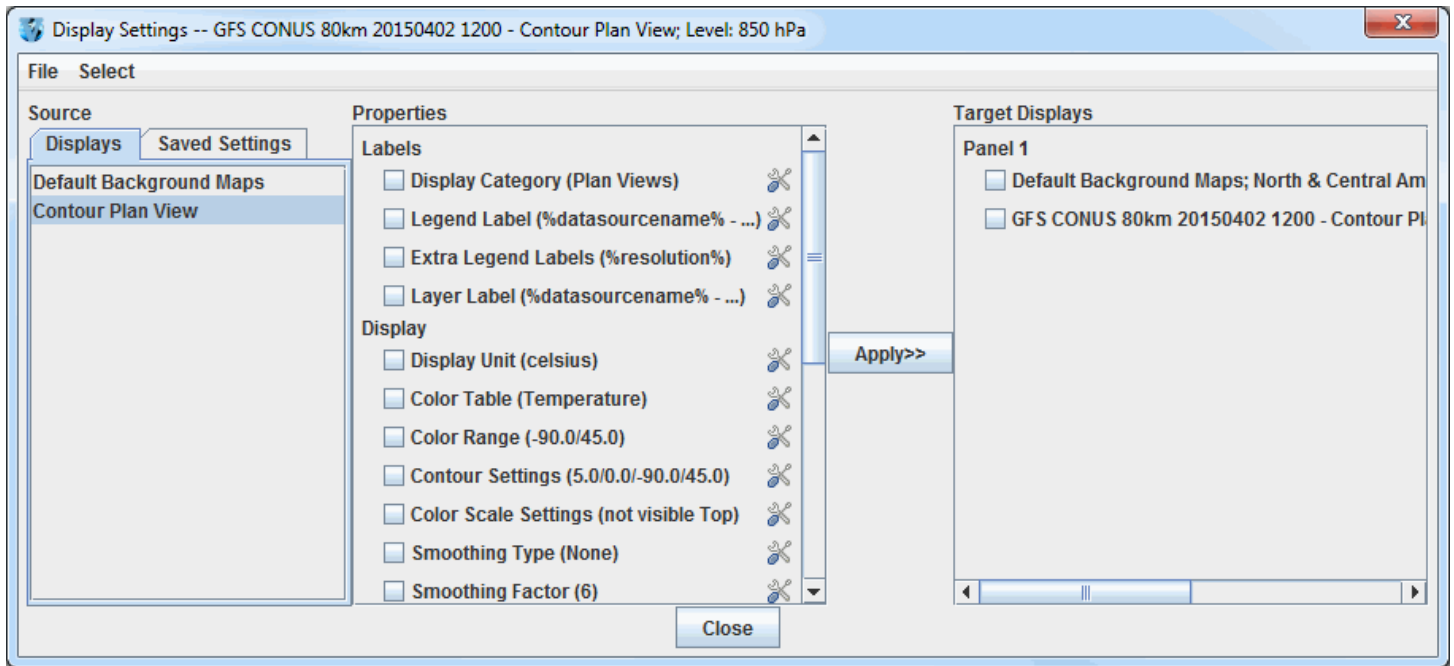 Display Settings -- GFS CONUS 80km 20150402 1200 - Contour Plan View; Level: 850 hPa
File Select
Source
Displays Saved Settings
Default Background Maps
Contour Plan View
Properties
Labels
Display Category (Plan Views)
Legend Label (%datasourcename% - ...)
Extra Legend Labels (%resolution%)
Layer Label (%datasourcename% - ...)
Display
Display Unit (celsius)
Color Table (Temperature)
Color Range (-90.0/45.0)
Contour Settings (5.0/0.0/-90.0/45.0)
Color Scale Settings (not visible Top)
Smoothing Type (None)
Smoothing Factor (6)
Apply>>
Target Displays
Panel 1
Default Background Maps; North & Central Am
GFS CONUS 80km 20150402 1200 - Contour Pl
Close